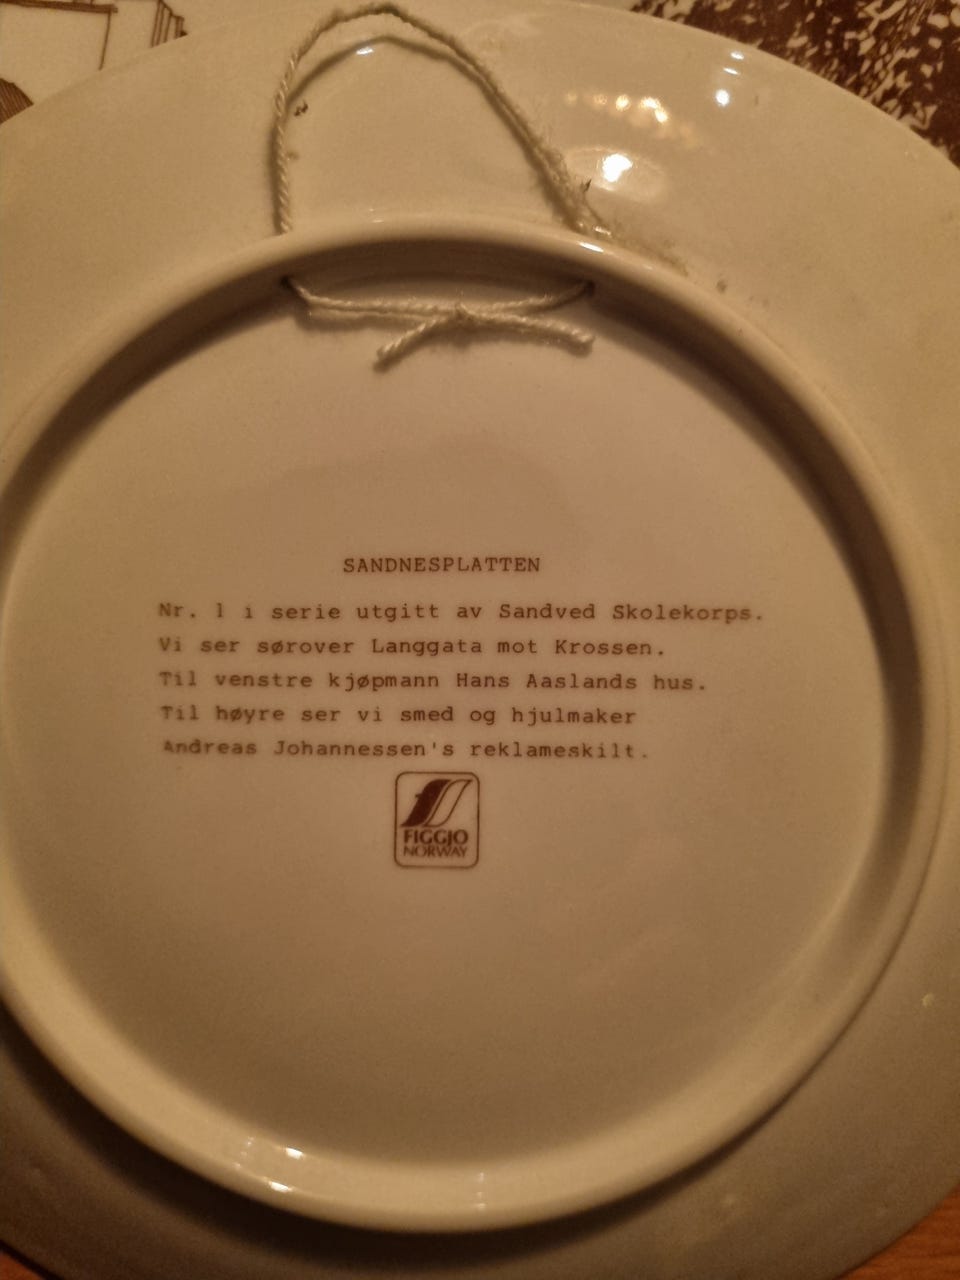 SANDNESPLATTEN
Nr. 1 i serie utgitt av Sandved Skolekorps.
Vi ser sørover Langgata mot Krossen.
Til venstre kjøpmann Hans Aaslands hus.
Til høyre ser vi smed og hjulmaker
Andreas Johannessen's reklameskilt.
FIGGJO
NORWAY